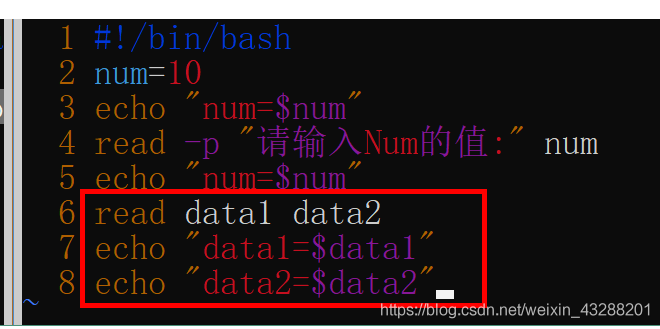 1 #!/bin/bash
2 num=10
3 echo "num=$num"
4 read -p "请输入Num的值:" num
5 echo "num=$num"
6 read data1 data2
7 echo "data1=$data1"
8 echo "data2=$data2"
~
https://blog.csdn.net/weixin_43288201